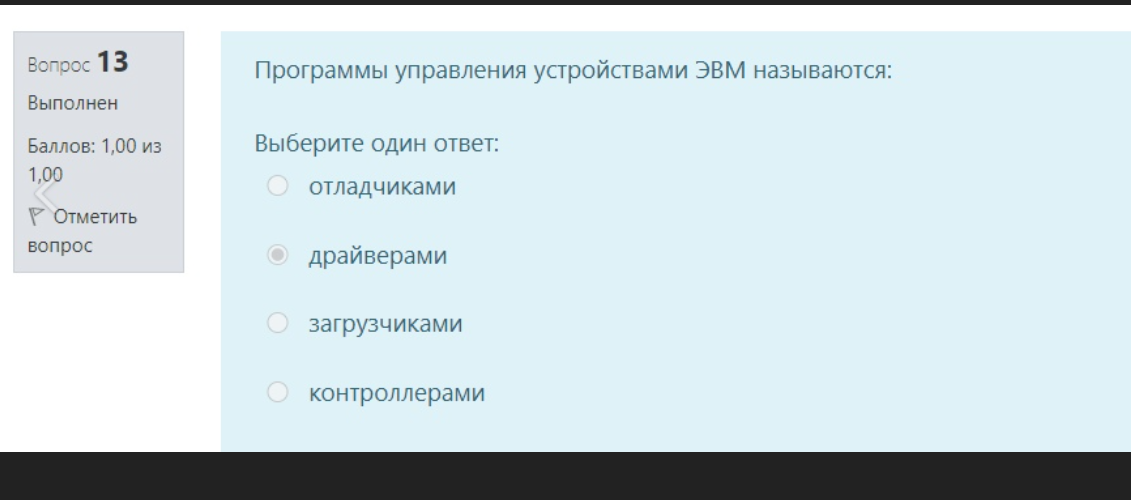 Вопрос 13
Выполнен
Баллов: 1,00 из
1,00
Отметить
вопрос
Программы управления устройствами ЭВМ называются:
Выберите один ответ:
отладчиками
драйверами
загрузчиками
контроллерами